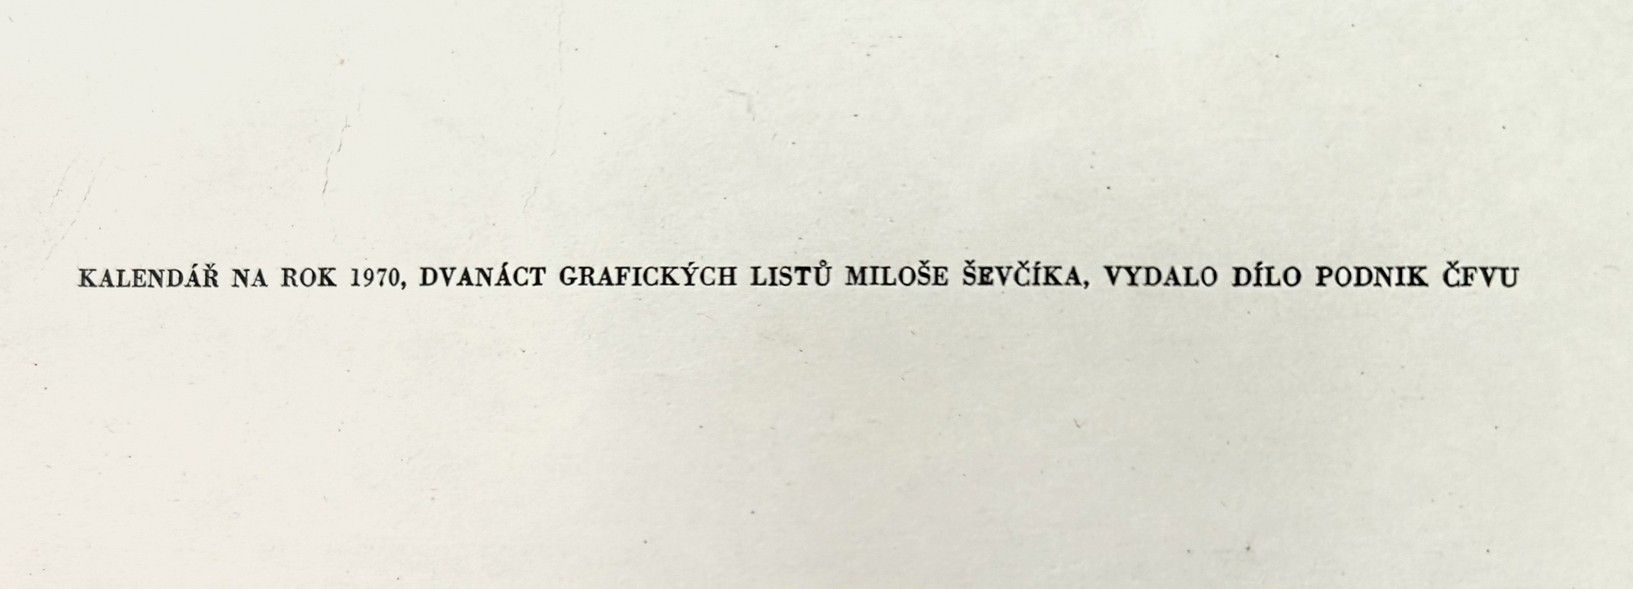 KALENDÁŘ NA ROK 1970, DVANÁCT GRAFICKÝCH LISTŮ MILOŠE ŠEVČÍKA, VYDALO DÍLO PODNIK ČFVU